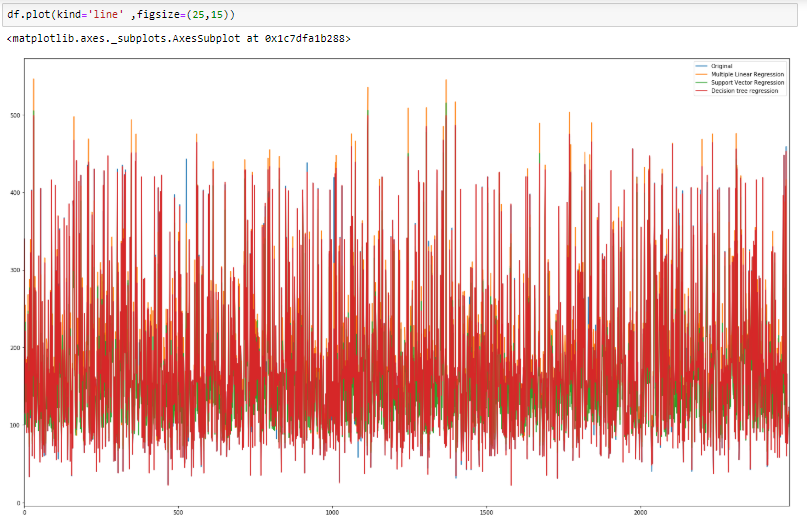 df.plot(kind='line' ,figsize=(25,15))
<matplotlib.axes._subplots.AxesSubplot at 0x1c7dfa1b288>
Original
Multiple Linear Regression
Support Vector Regression
Decision tree regression
500
400
300
200
100
0
0 500 1000 1500 2000